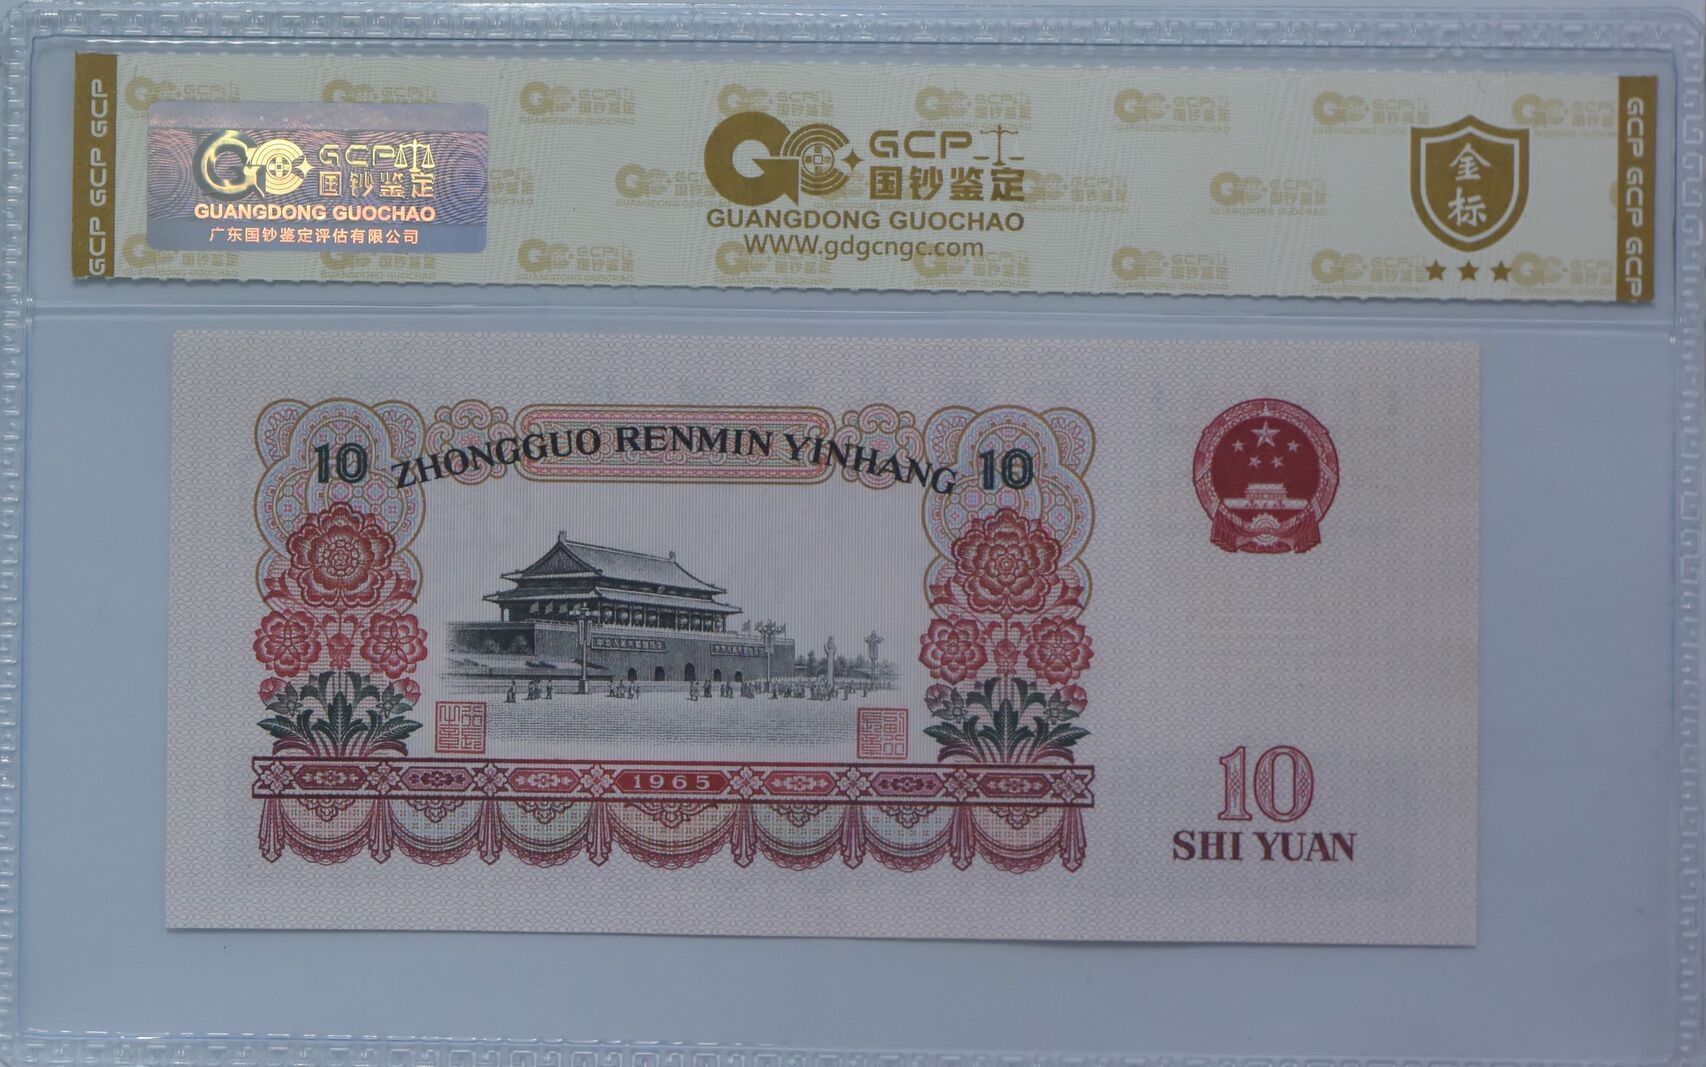 GCP GCP GCP
GCP
国钞鉴定
GUANGDONG GUOCHAO
广东国钞鉴定评估有限公司
GCP
国钞鉴定
GUANGDONG GUOCHAO
WWW.gdgcngc.com
金
标
GCP GCP GCP
10 ZHONGGUO RENMIN YINHANG 10
1965
10
SHI YUAN